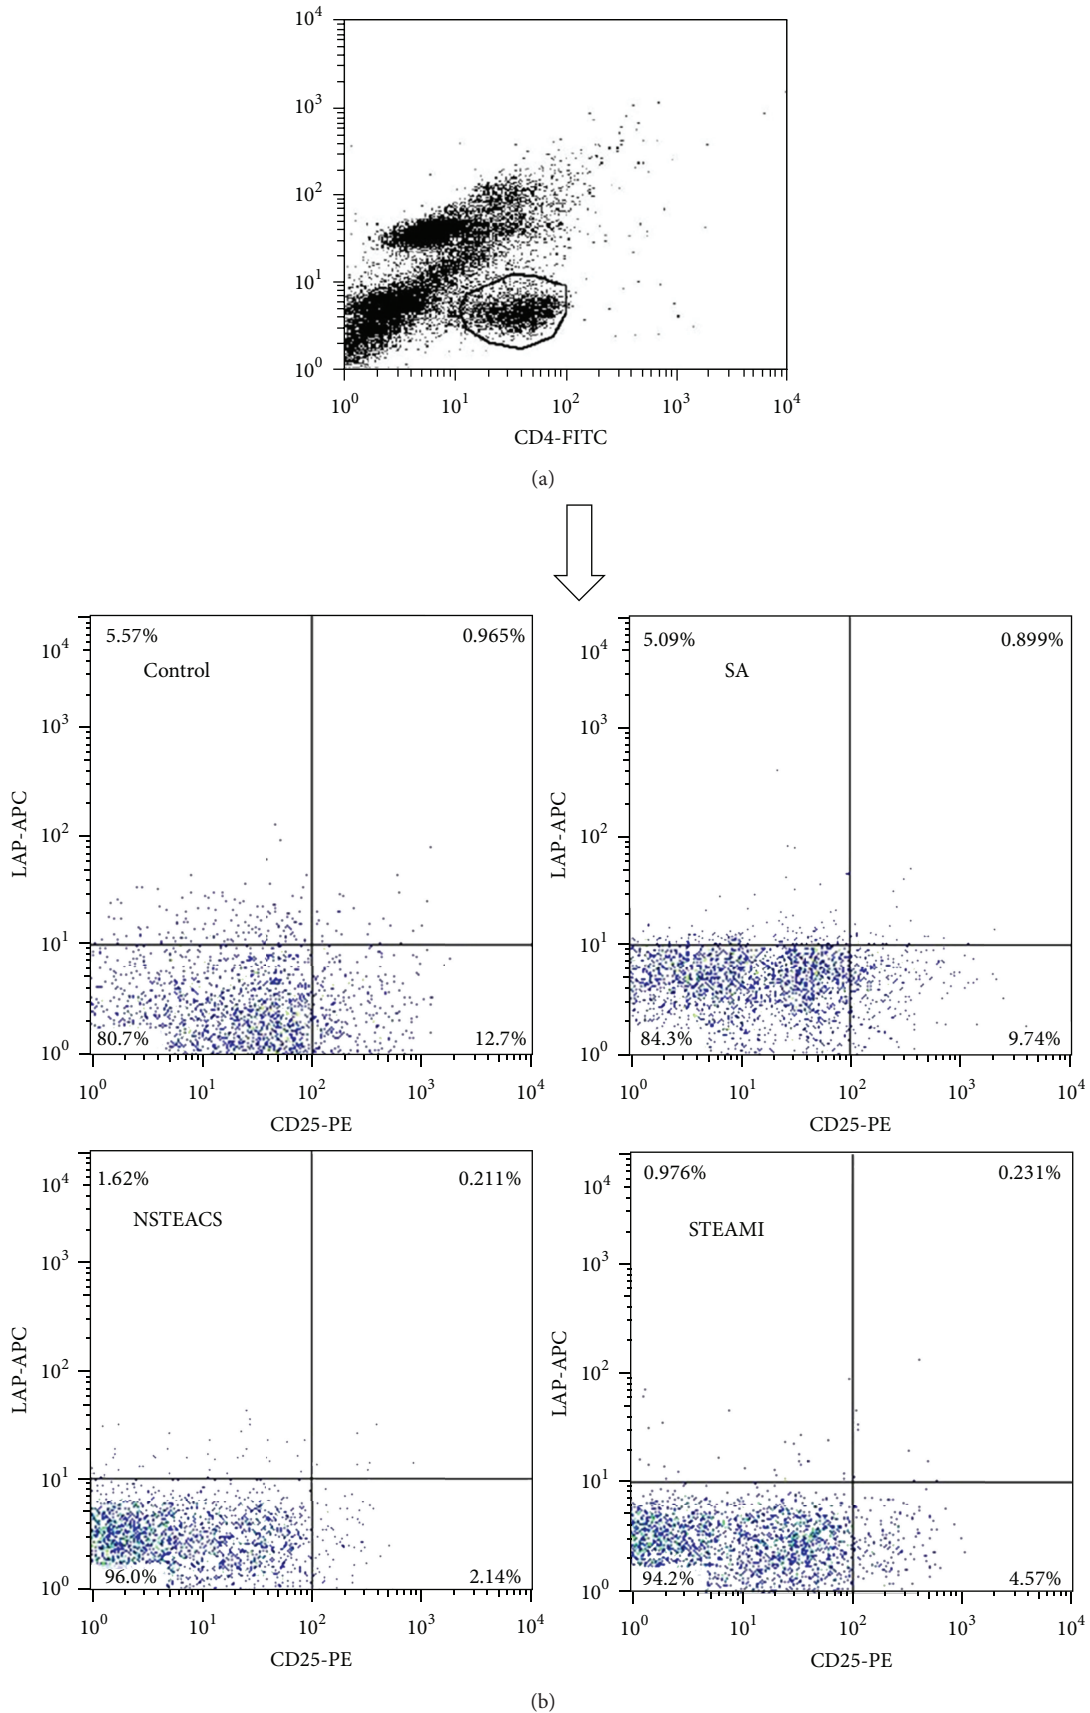 10^4
10^3
10^2
10^1
10^0
10^0 10^1 10^2 10^3 10^4
CD4-FITC
(a)
5.57% 0.965%
Control
10^4
10^3
10^2
10^1
10^0
LAP-APC
80.7% 12.7%
10^0 10^1 10^2 10^3 10^4
CD25-PE
5.09% 0.899%
SA
10^4
10^3
10^2
10^1
10^0
LAP-APC
84.3% 9.74%
10^0 10^1 10^2 10^3 10^4
CD25-PE
1.62% 0.211%
NSTEACS
10^4
10^3
10^2
10^1
10^0
LAP-APC
96.0% 2.14%
10^0 10^1 10^2 10^3 10^4
CD25-PE
0.976% 0.231%
STEAMI
10^4
10^3
10^2
10^1
10^0
LAP-APC
94.2% 4.57%
10^0 10^1 10^2 10^3 10^4
CD25-PE
(b)